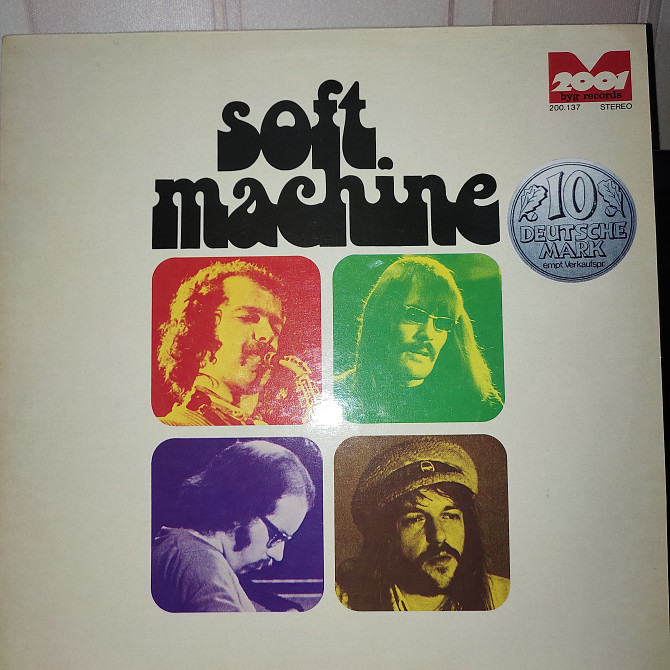 soft
machine
2001
byg records
200.137 STEREO
10
DEUTSCHE
MARK
empf. Verkaufspr.